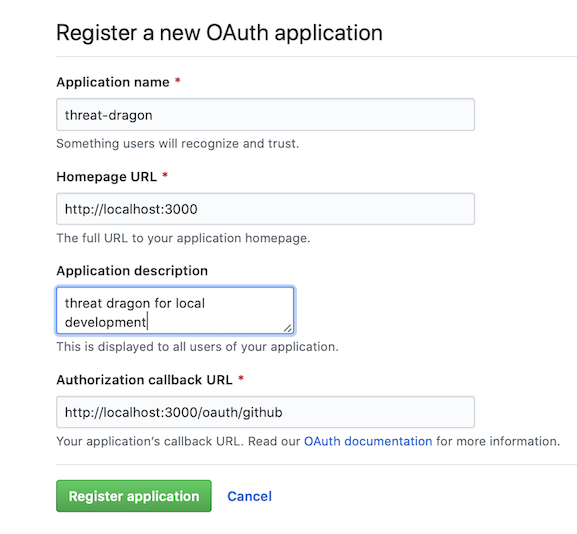 Register a new OAuth application
Application name *
threat-dragon
Something users will recognize and trust.
Homepage URL *
http://localhost:3000
The full URL to your application homepage.
Application description
threat dragon for local
development
This is displayed to all users of your application.
Authorization callback URL *
http://localhost:3000/oauth/github
Your application's callback URL. Read our OAuth documentation for more information.
Register application Cancel